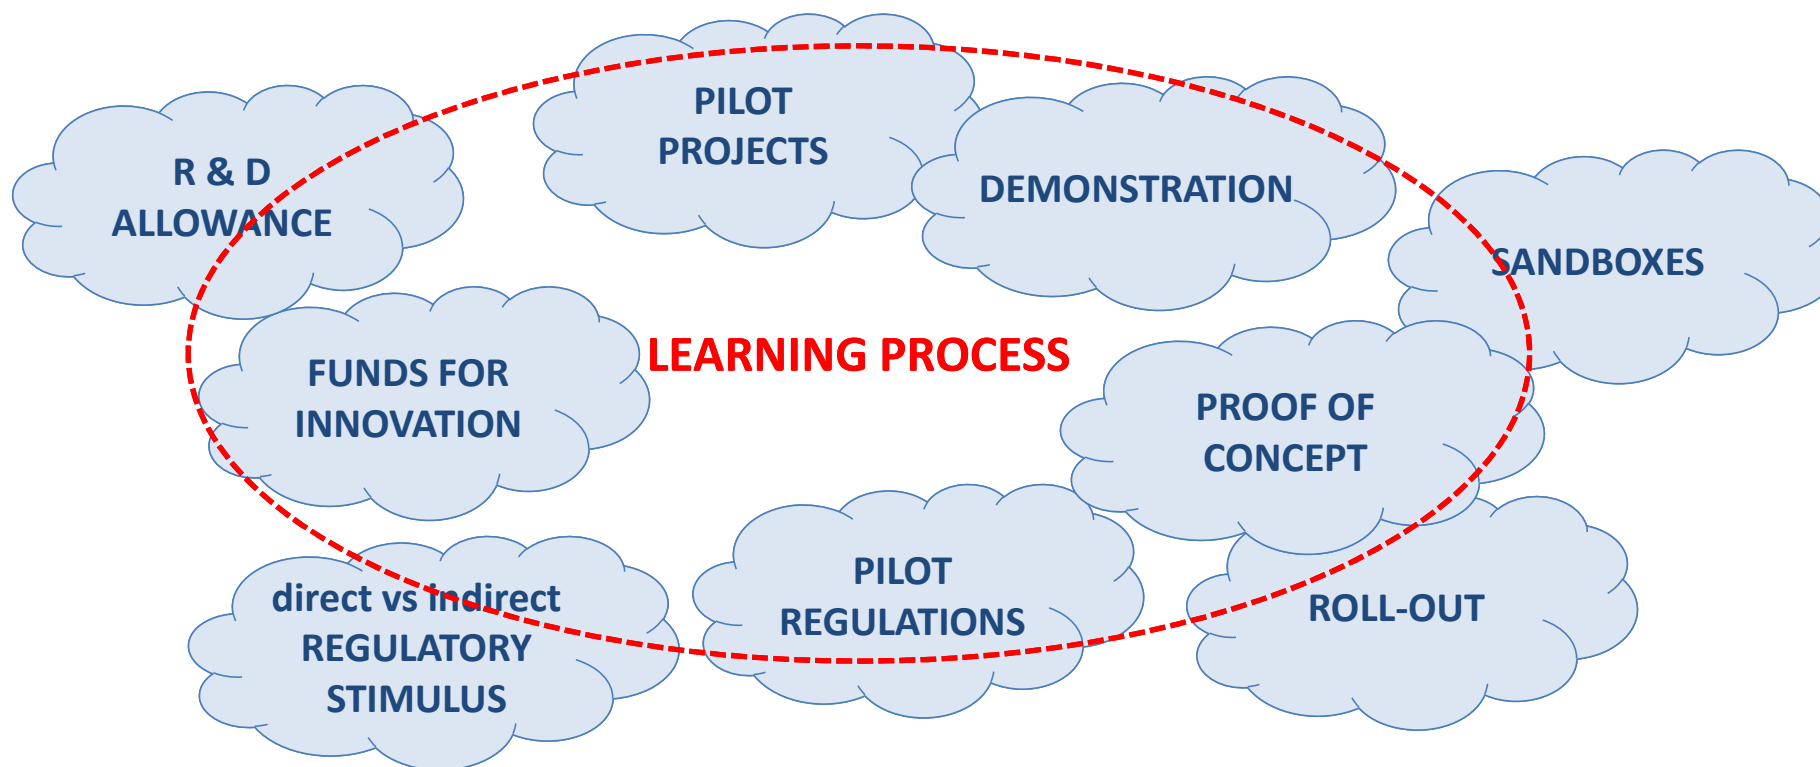 PILOT
PROJECTS
R & D
ALLOWANCE
DEMONSTRATION
SANDBOXES
LEARNING PROCESS
FUNDS FOR
INNOVATION
PROOF OF
CONCEPT
direct vs indirect
REGULATORY
STIMULUS
PILOT
REGULATIONS
ROLL-OUT